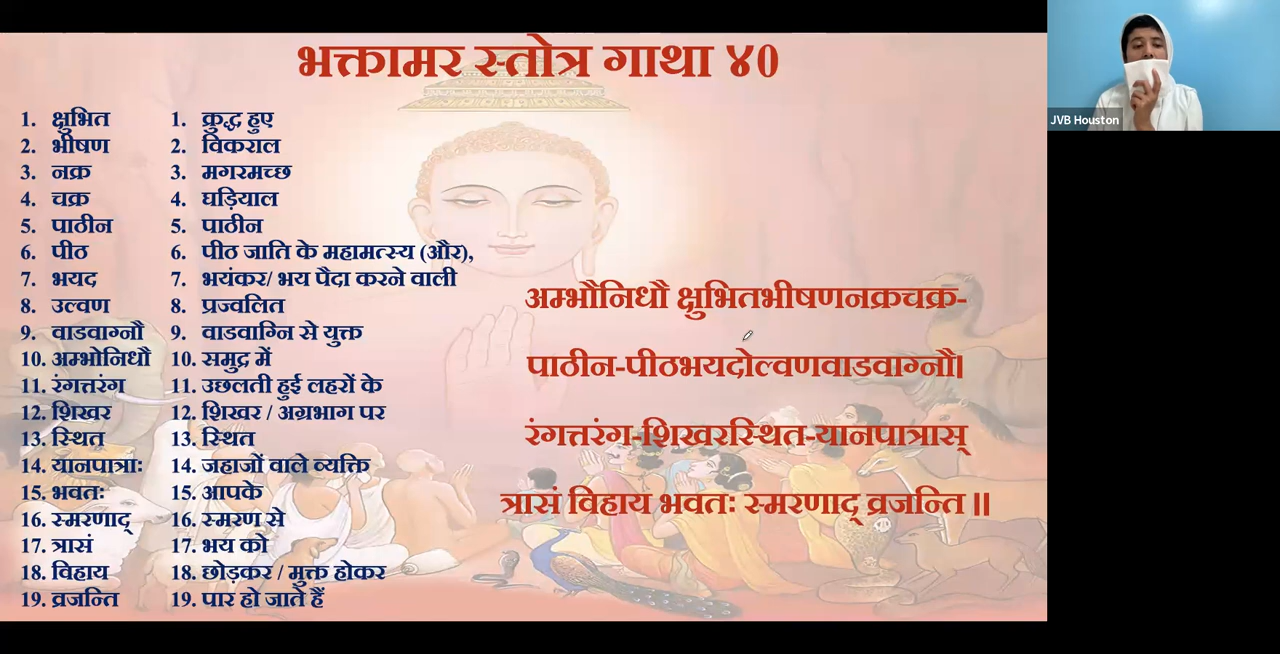 भक्तामर स्तोत्र गाथा ४०
1. क्षुभित
2. भीषण
3. नक्र
4. चक्र
5. पाठीन
6. पीठ
7. भयद
8. उल्वण
9. वाडवाग्नौ
10. अम्भोनिधौ
11. रंगत्तरंग
12. शिखर
13. स्थित
14. यानपात्राः
15. भवतः
16. स्मरणाद्
17. त्रासं
18. विहाय
19. व्रजन्ति
1. क्रुद्ध हुए
2. विकराल
3. मगरमच्छ
4. घड़ियाल
5. पाठीन
6. पीठ जाति के महामत्स्य (और),
7. भयंकर/ भय पैदा करने वाली
8. प्रज्वलित
9. वाडवाग्नि से युक्त
10. समुद्र में
11. उछलती हुई लहरों के
12. शिखर / अग्रभाग पर
13. स्थित
14. जहाजों वाले व्यक्ति
15. आपके
16. स्मरण से
17. भय को
18. छोड़कर / मुक्त होकर
19. पार हो जाते हैं
अम्भौनिधौ क्षुभितभीषणनक्रचक्र-
पाठीन-पीठभयदोल्वणवाडवाग्नौ।
रंगत्तरंग-शिखरस्थित-यानपात्रास्
त्रासं विहाय भवतः स्मरणाद् व्रजन्ति ॥
JVB Houston